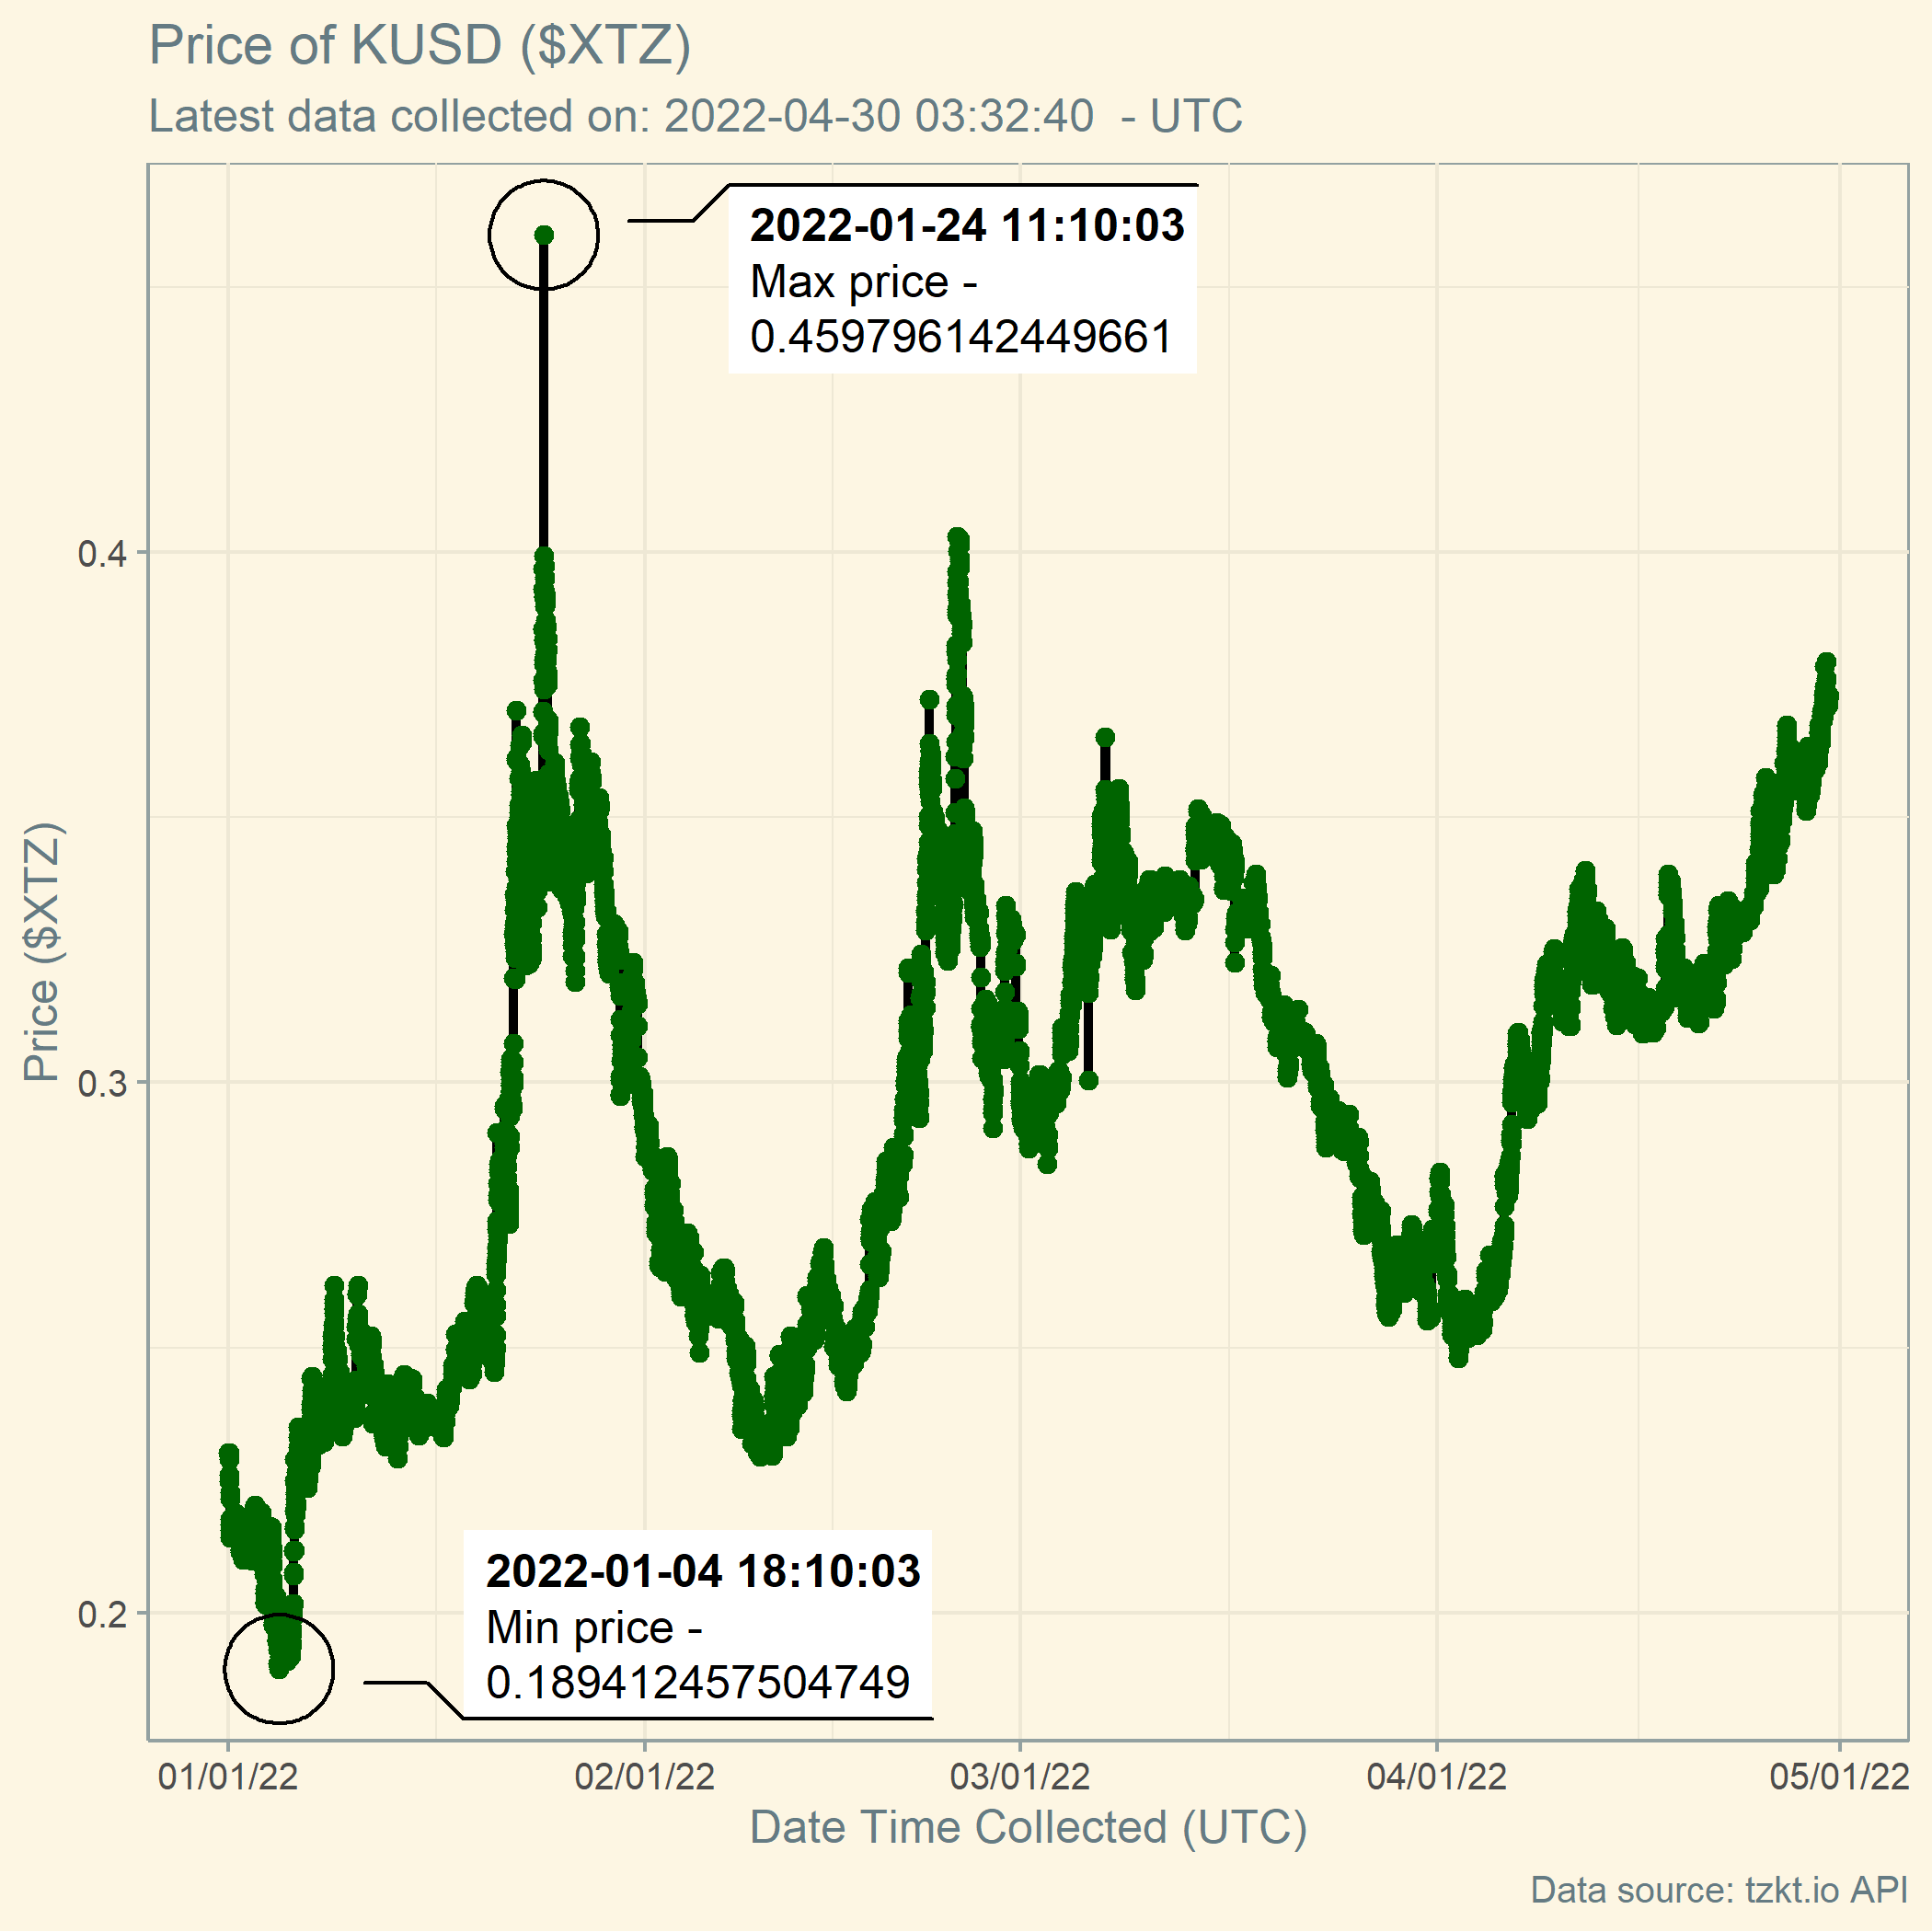 Price of KUSD ($XTZ)
Latest data collected on: 2022-04-30 03:32:40  - UTC
2022-01-24 11:10:03
Max price -
0.459796142449661
0.4
0.3
0.2
Price ($XTZ)
2022-01-04 18:10:03
Min price -
0.189412457504749
01/01/22
02/01/22
03/01/22
04/01/22
05/01/22
Date Time Collected (UTC)
Data source: tzkt.io API